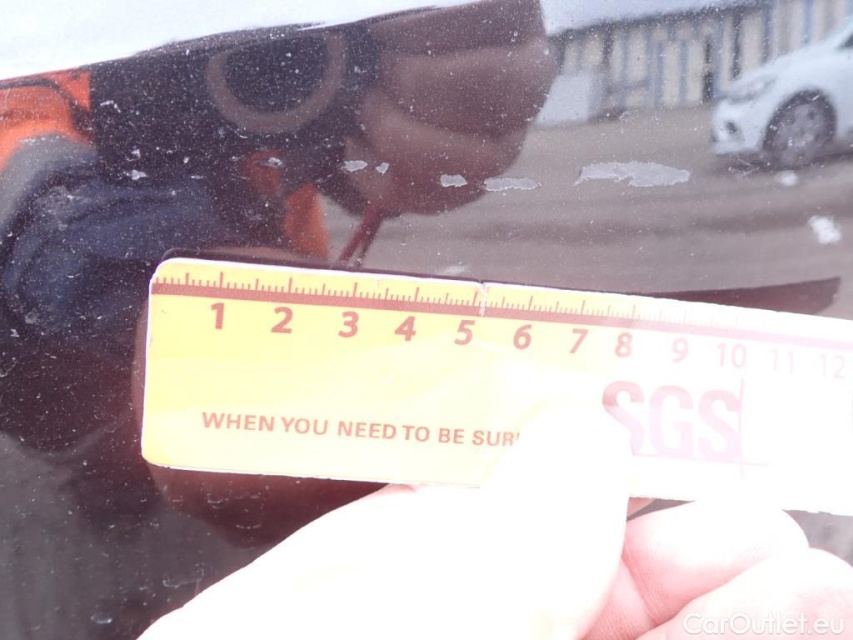 1 2 3 4 5 6 7 8 9 10 11 12
WHEN YOU NEED TO BE
SGS
CarOutlet.eu